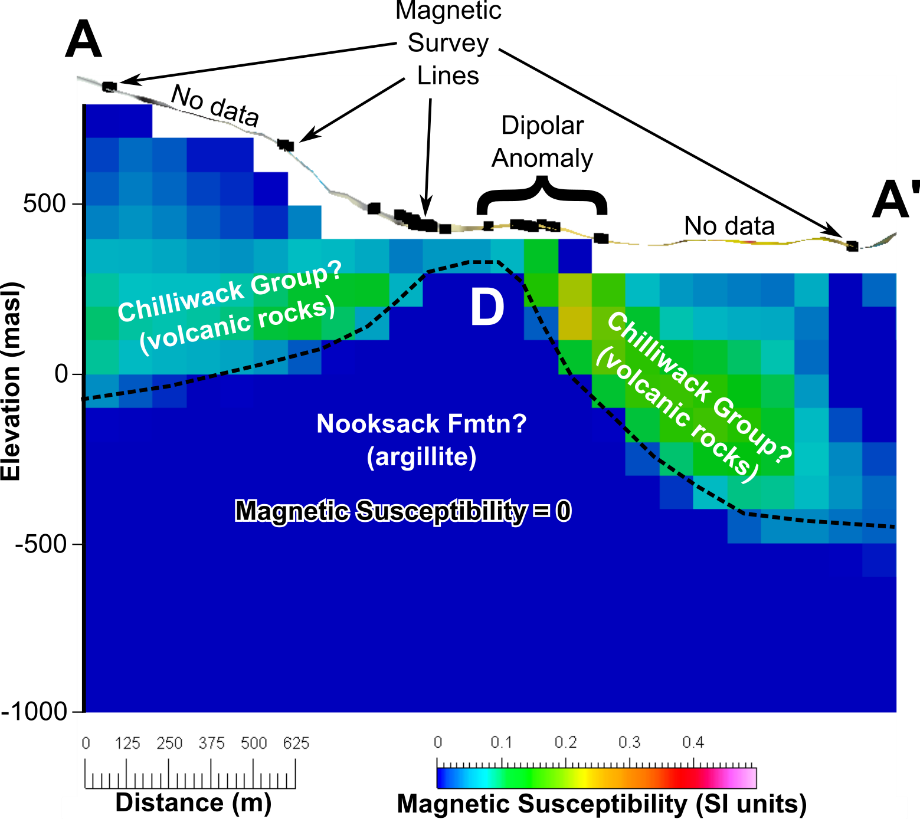 A
Magnetic
Survey
Lines
No data
Dipolar
Anomaly
A'
No data
500
0
-500
-1000
Elevation (masl)
Chilliwack Group?
(volcanic rocks)
D
Chilliwack Group?
(volcanic rocks)
Nooksack Fmtn?
(argillite)
Magnetic Susceptibility = 0
0 125 250 375 500 625
Distance (m)
0 0.1 0.2 0.3 0.4
Magnetic Susceptibility (SI units)